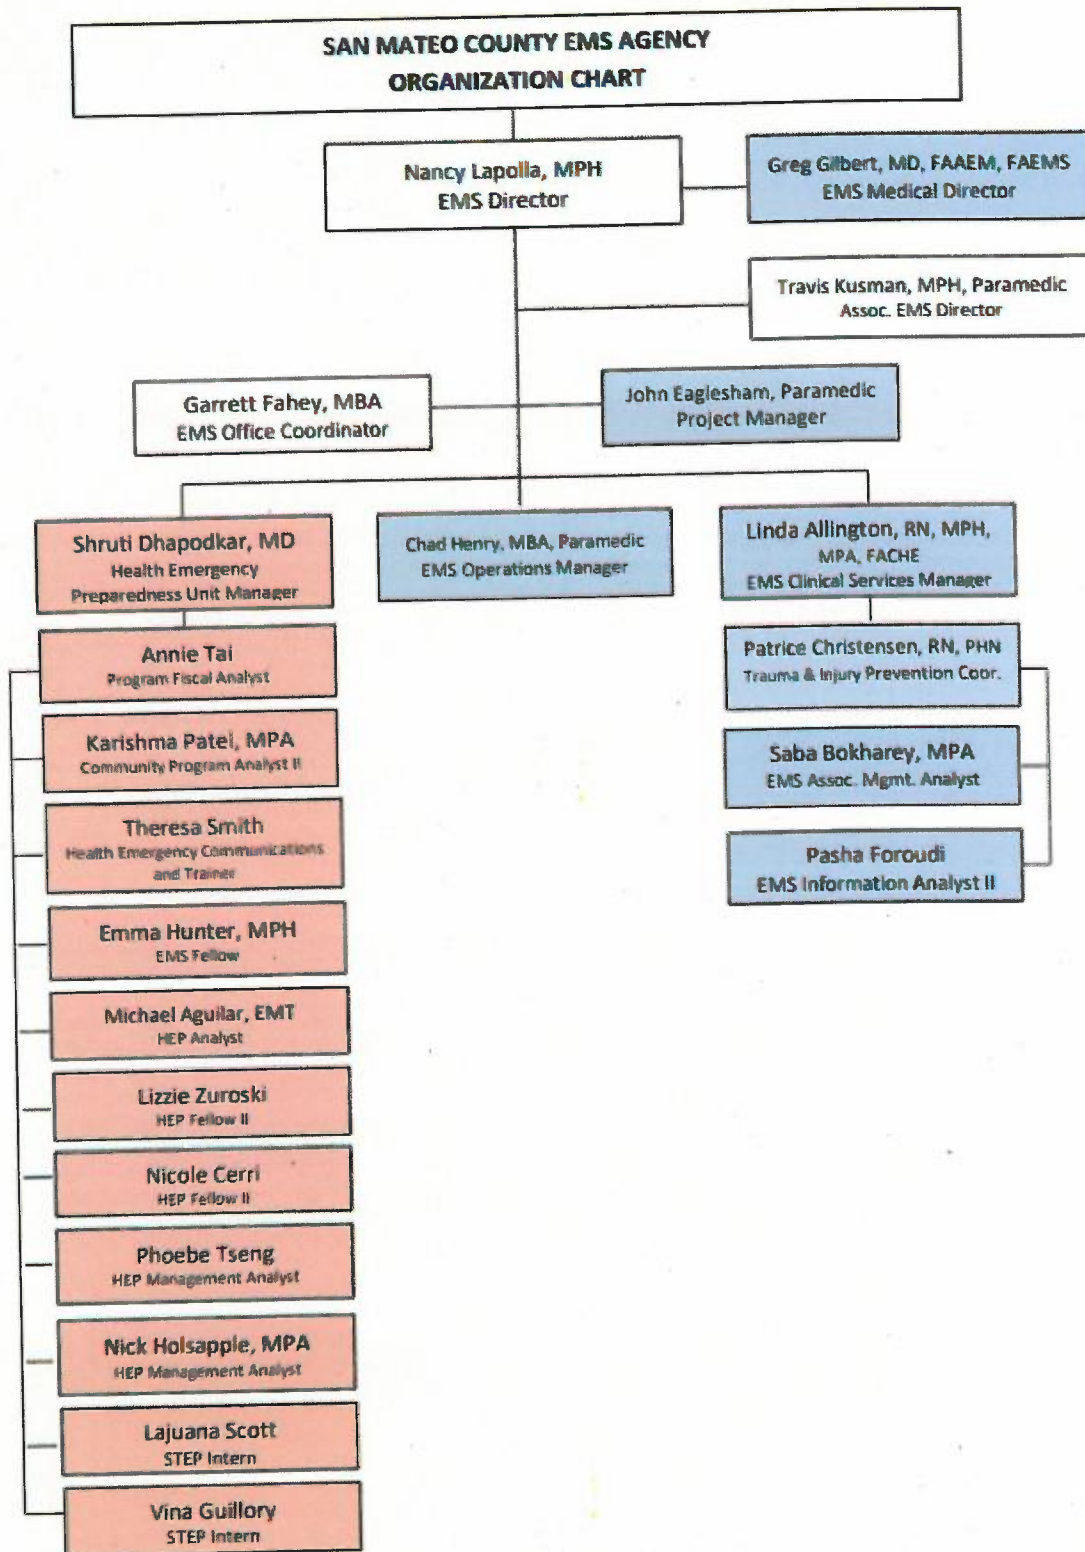 SAN MATEO COUNTY EMS AGENCY
ORGANIZATION CHART
Nancy Lapolla, MPH
EMS Director
Greg Gilbert, MD, FAAEM, FAEMS
EMS Medical Director
Travis Kusman, MPH, Paramedic
Assoc. EMS Director
Garrett Fahey, MBA
EMS Office Coordinator
John Eaglesham, Paramedic
Project Manager
Shruti Dhapodkar, MD
Health Emergency
Preparedness Unit Manager
Chad Henry, MBA, Paramedic
EMS Operations Manager
Linda Allington, RN, MPH,
MPA, FACHE
EMS Clinical Services Manager
Annie Tai
Program Fiscal Analyst
Karishma Patel, MPA
Community Program Analyst II
Theresa Smith
Health Emergency Communications
and Trainer
Emma Hunter, MPH
EMS Fellow
Michael Aguilar, EMT
HEP Analyst
Lizzie Zuroski
HEP Fellow II
Nicole Cerri
HEP Fellow II
Phoebe Tseng
HEP Management Analyst
Nick Holsapple, MPA
HEP Management Analyst
Lajuana Scott
STEP Intern
Vina Guillory
STEP Intern
Patrice Christensen, RN, PHN
Trauma & Injury Prevention Coor.
Saba Bokharey, MPA
EMS Assoc. Mgmt. Analyst
Pasha Foroudi
EMS Information Analyst II